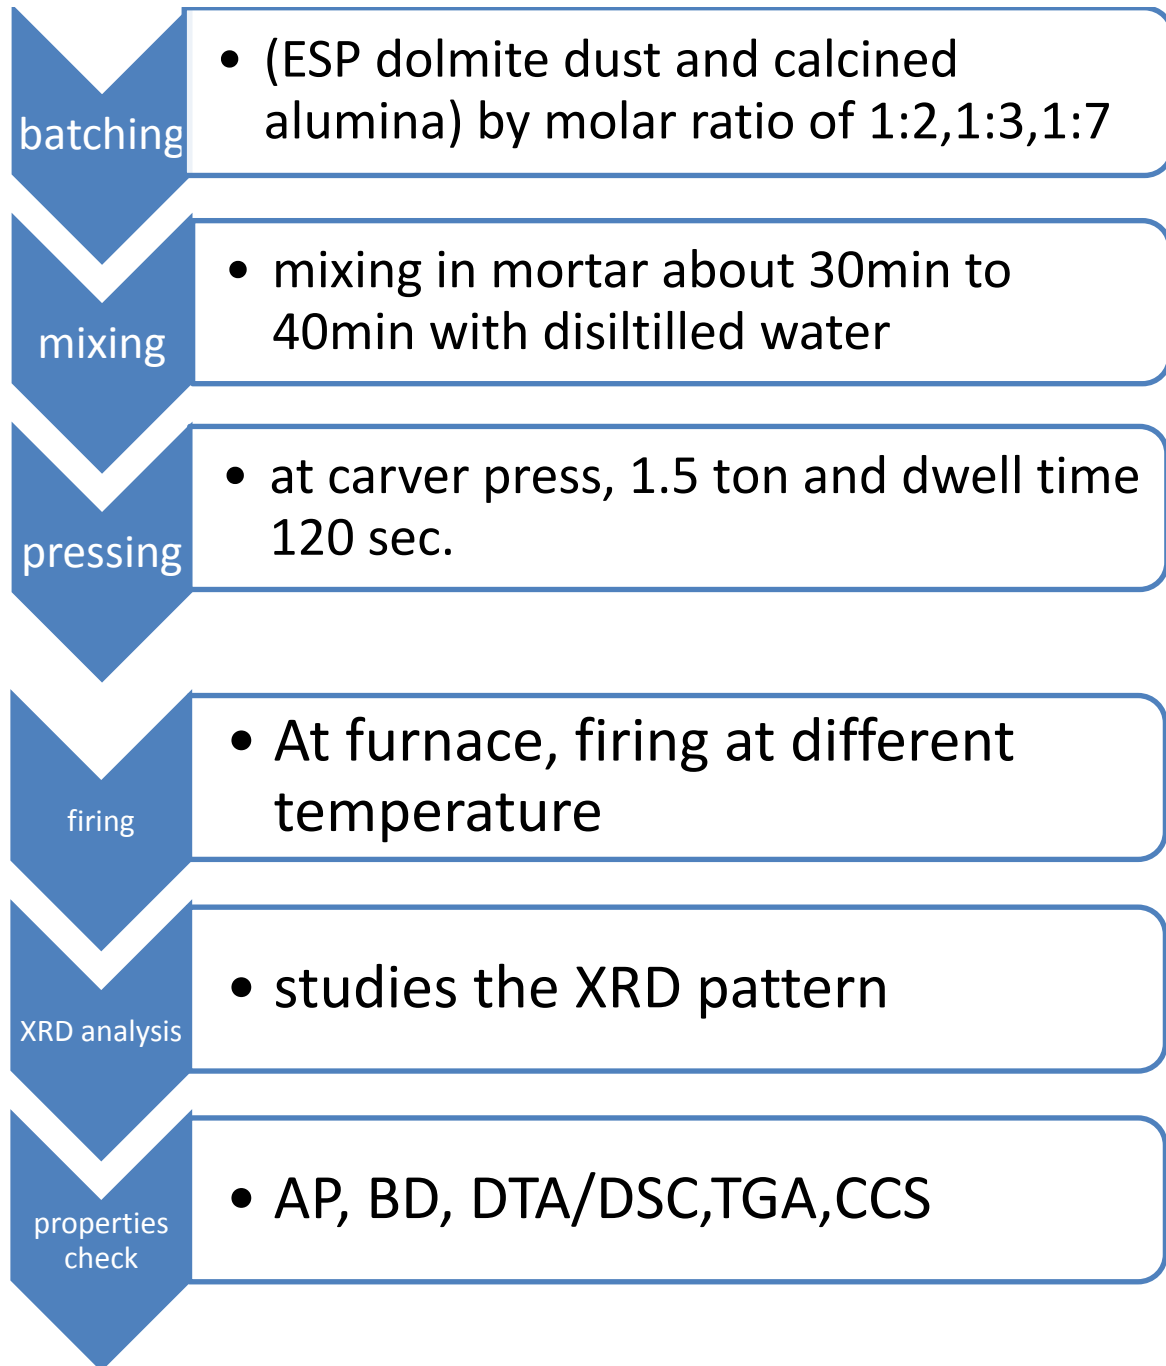 batching
• (ESP dolmite dust and calcined
alumina) by molar ratio of 1:2,1:3,1:7
mixing
• mixing in mortar about 30min to
40min with disiltilled water
pressing
• at carver press, 1.5 ton and dwell time
120 sec.
firing
• At furnace, firing at different
temperature
XRD analysis
• studies the XRD pattern
properties
check
• AP, BD, DTA/DSC,TGA,CCS